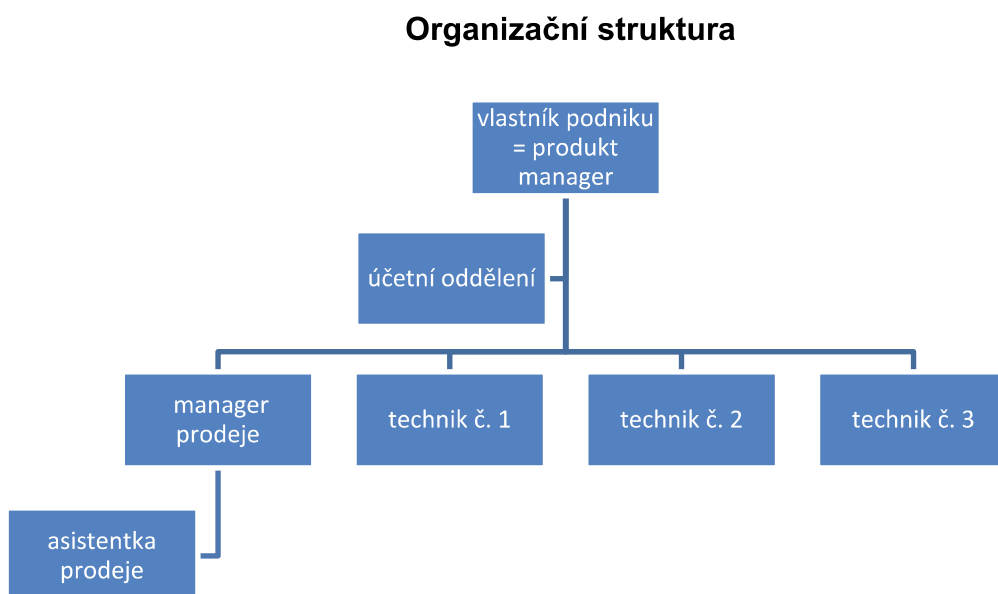 Organizační struktura
vlastník podniku
= produkt
manager
účetní oddělení
manager
prodeje
technik č. 1
technik č. 2
technik č. 3
asistentka
prodeje